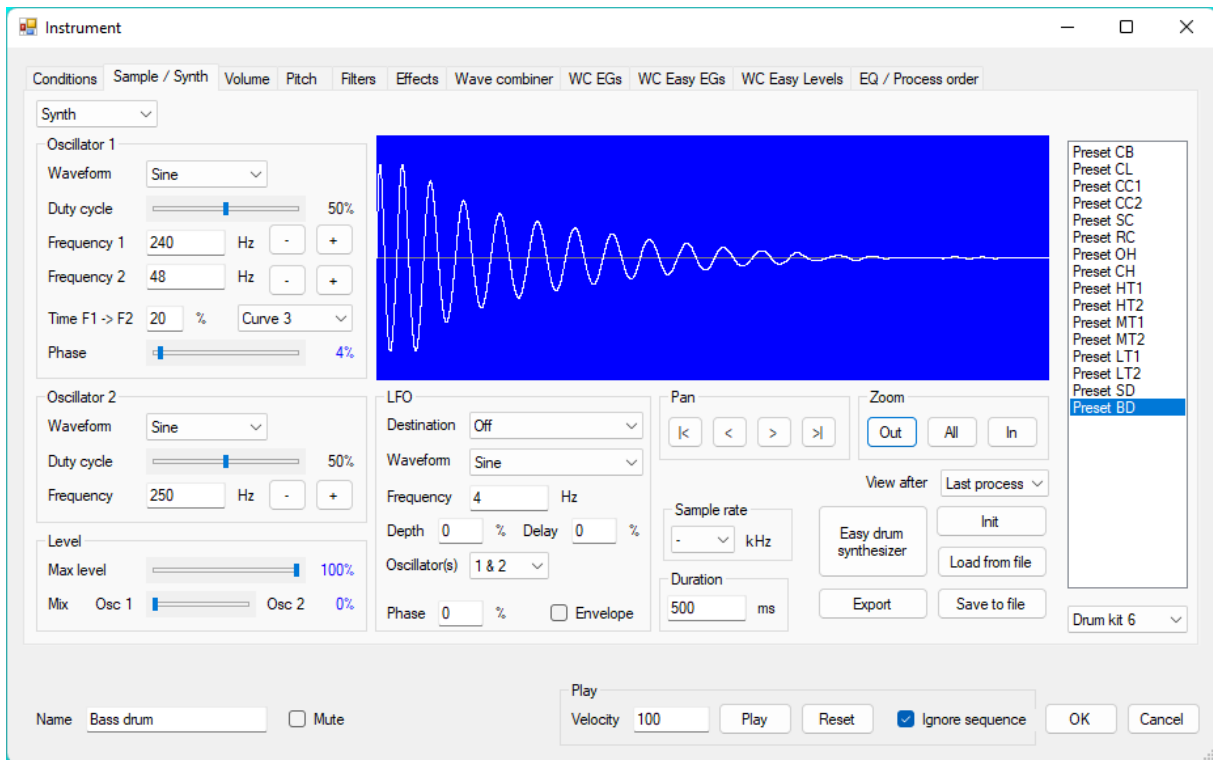 Instrument
Conditions Sample / Synth Volume Pitch Filters Effects Wave combiner WC EGs WC Easy EGs WC Easy Levels EQ / Process order
Synth
Oscillator 1
Waveform Sine
Duty cycle 50%
Frequency 1 240 Hz - +
Frequency 2 48 Hz - +
Time F1 -> F2 20 % Curve 3
Phase 4%
Oscillator 2
Waveform Sine
Duty cycle 50%
Frequency 250 Hz - +
Level
Max level 100%
Mix Osc 1 Osc 2 0%
LFO
Destination Off
Waveform Sine
Frequency 4 Hz
Depth 0 % Delay 0 %
Oscillator(s) 1 & 2
Phase 0 % Envelope
Pan
|< < > >|
Zoom
Out All In
View after Last process
Sample rate
- kHz
Duration
500 ms
Easy drum
synthesizer
Init
Load from file
Export
Save to file
Preset CB
Preset CL
Preset CC1
Preset CC2
Preset SC
Preset RC
Preset OH
Preset CH
Preset HT1
Preset HT2
Preset MT1
Preset MT2
Preset LT1
Preset LT2
Preset SD
Preset BD
Drum kit 6
Name Bass drum Mute
Play
Velocity 100 Play Reset Ignore sequence
OK Cancel